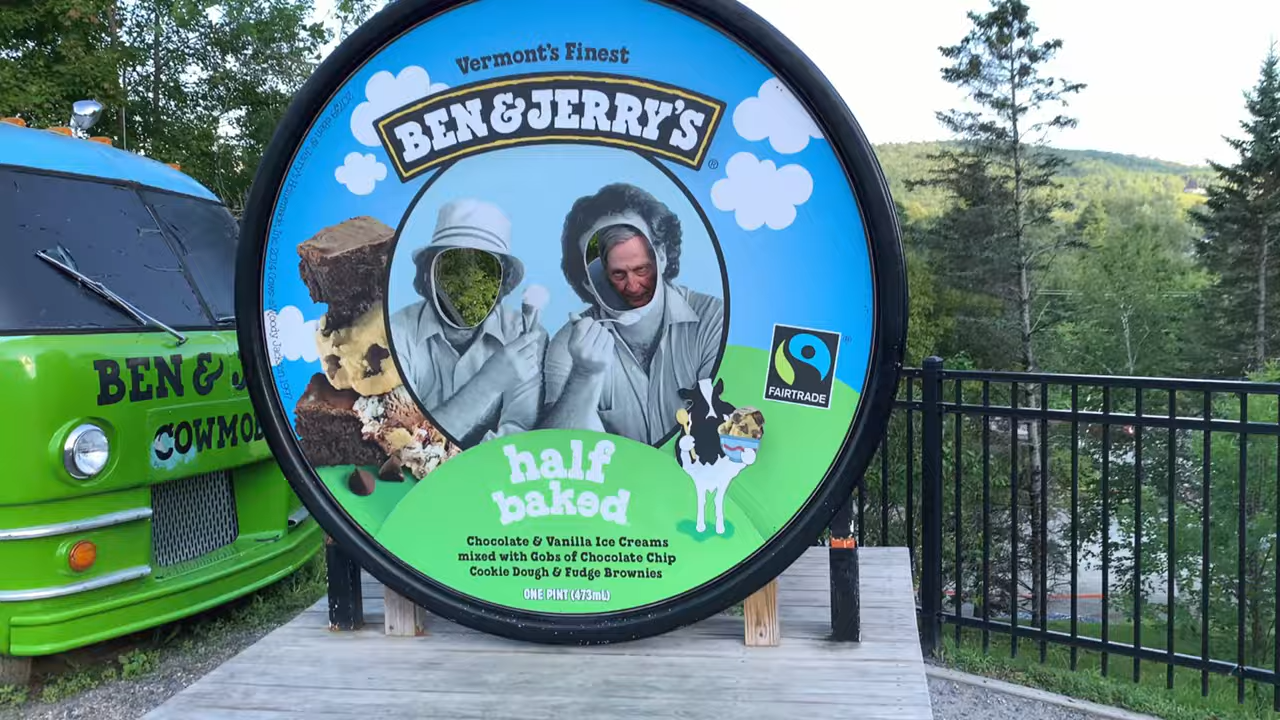 Vermont's Finest
BEN & JERRY'S
®
FAIRTRADE
®
half
baked
Chocolate & Vanilla Ice Creams
mixed with Gobs of Chocolate Chip
Cookie Dough & Fudge Brownies
ONE PINT (473mL)
BEN & J
COWMOB